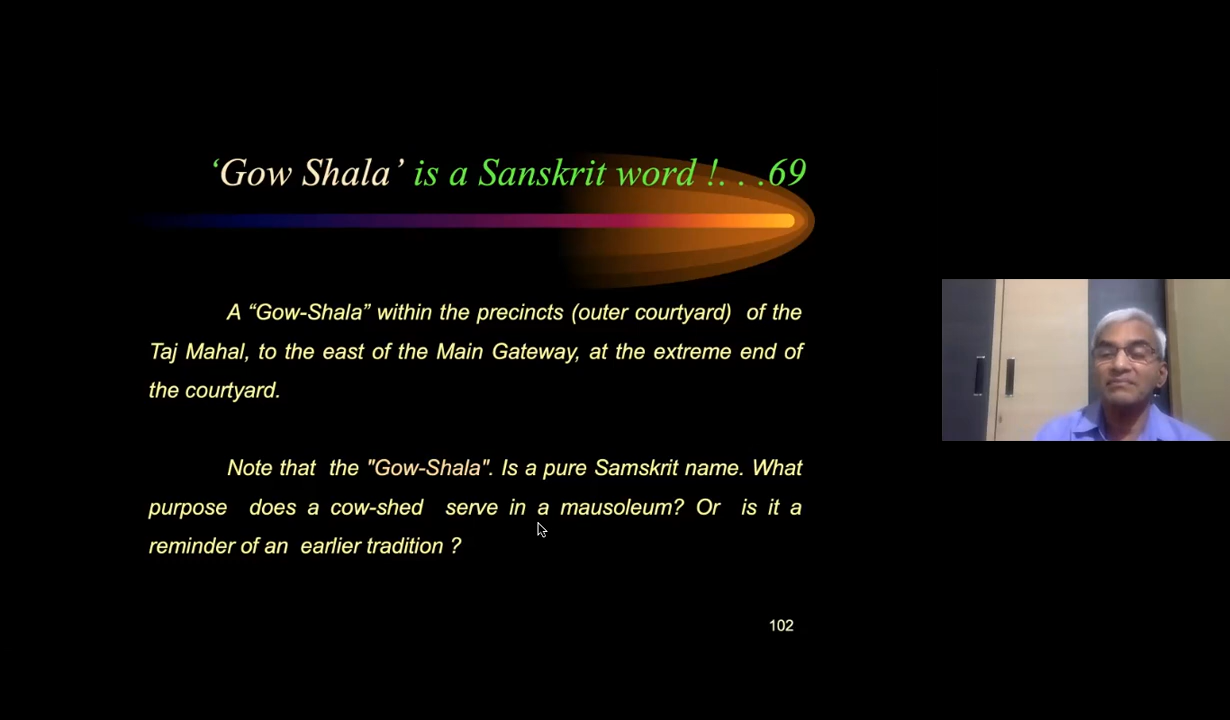 ‘Gow Shala’ is a Sanskrit word !. . .69
A “Gow-Shala” within the precincts (outer courtyard) of the
Taj Mahal, to the east of the Main Gateway, at the extreme end of
the courtyard.
Note that the "Gow-Shala". Is a pure Samskrit name. What
purpose does a cow-shed serve in a mausoleum? Or is it a
reminder of an earlier tradition ?
102